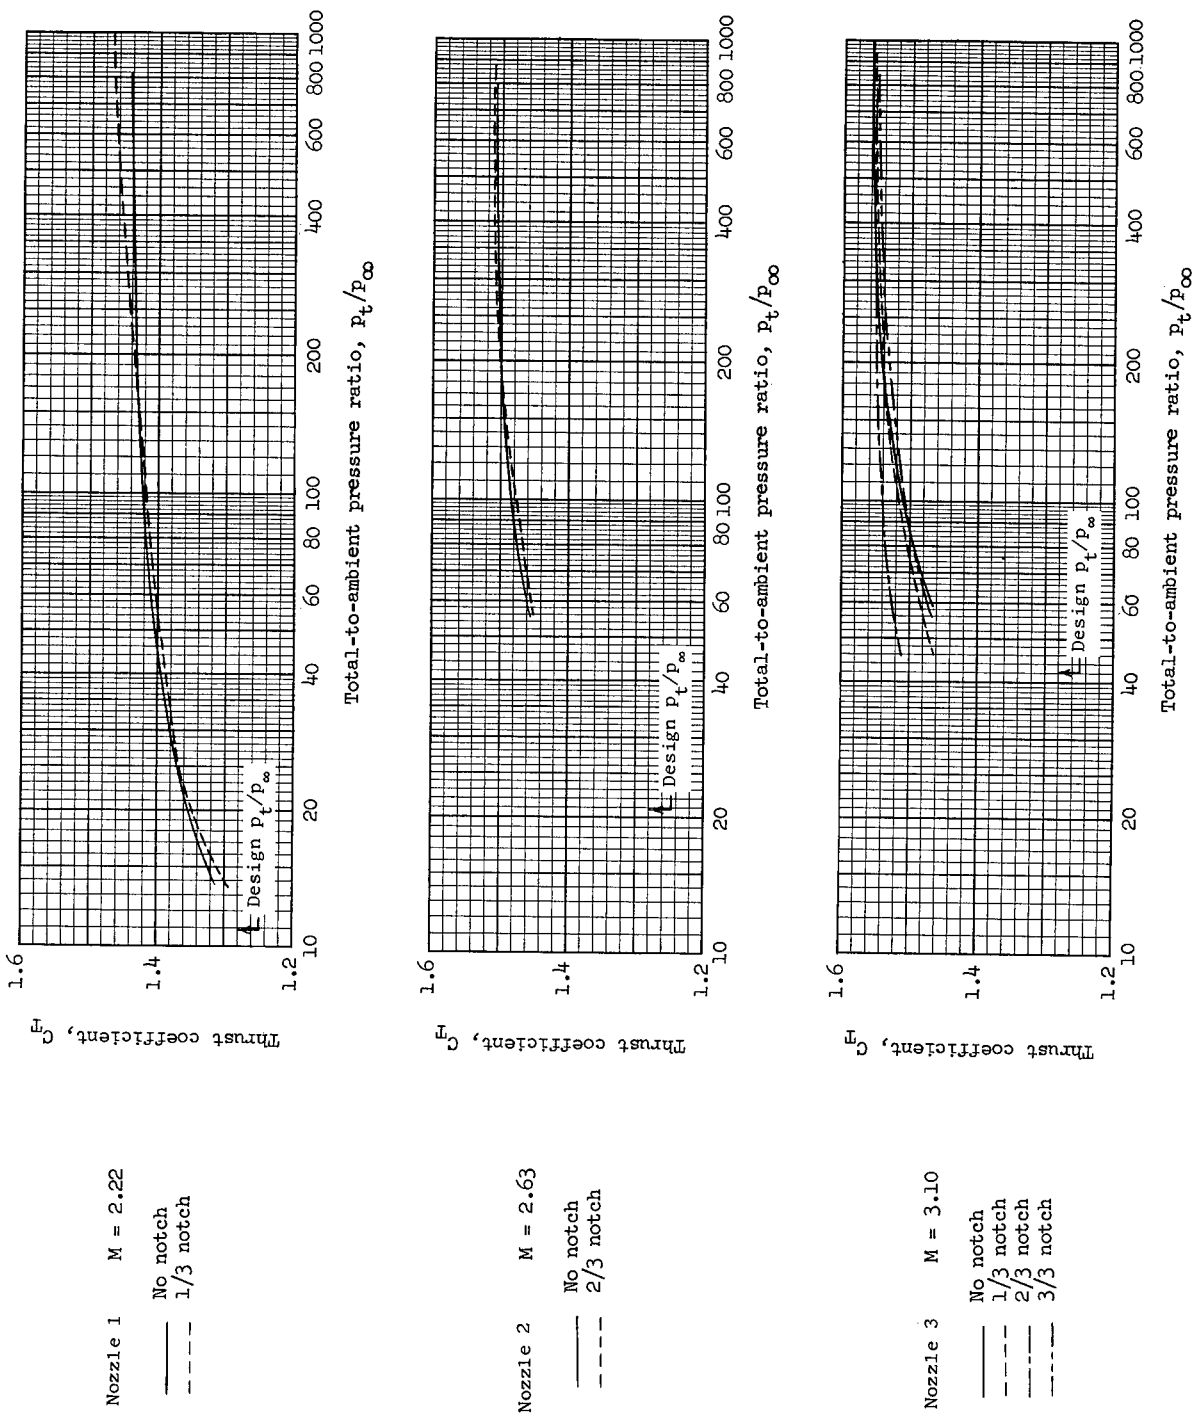 Nozzle 1 M = 2.22
No notch
1/3 notch
Thrust coefficient, C_T
1.6
1.4
1.2
Design p_t/p_∞
10 20 40 60 80 100 200 400 600 800 1000
Total-to-ambient pressure ratio, p_t/p_∞
Nozzle 2 M = 2.63
No notch
2/3 notch
Thrust coefficient, C_T
1.6
1.4
1.2
Design p_t/p_∞
10 20 40 60 80 100 200 400 600 800 1000
Total-to-ambient pressure ratio, p_t/p_∞
Nozzle 3 M = 3.10
No notch
1/3 notch
2/3 notch
3/3 notch
Thrust coefficient, C_T
1.6
1.4
1.2
Design p_t/p_∞
10 20 40 60 80 100 200 400 600 800 1000
Total-to-ambient pressure ratio, p_t/p_∞